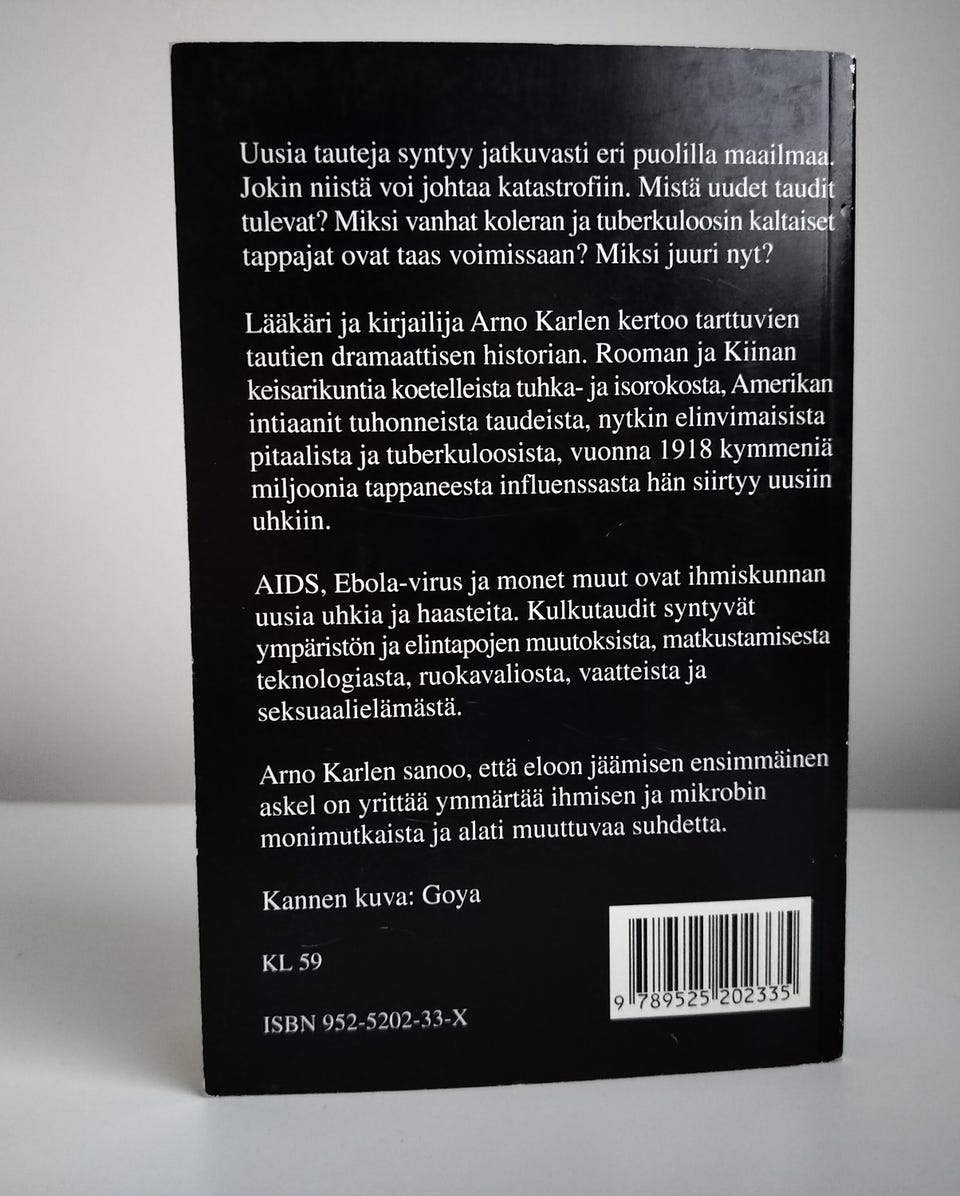 Uusia tauteja syntyy jatkuvasti eri puolilla maailmaa.
Jokin niistä voi johtaa katastrofiin. Mistä uudet taudit
tulevat? Miksi vanhat koleran ja tuberkuloosin kaltaiset
tappajat ovat taas voimissaan? Miksi juuri nyt?
Lääkäri ja kirjailija Arno Karlen kertoo tarttuvien
tautien dramaattisen historian. Rooman ja Kiinan
keisarikuntia koetelleista tuhka- ja isorokosta, Amerikan
intiaanit tuhonneista taudeista, nytkin elinvimaisista
pitaalista ja tuberkuloosista, vuonna 1918 kymmeniä
miljoonia tappaneesta influenssasta hän siirtyy uusiin
uhkiin.
AIDS, Ebola-virus ja monet muut ovat ihmiskunnan
uusia uhkia ja haasteita. Kulkutaudit syntyvät
ympäristön ja elintapojen muutoksista, matkustamisesta
teknologiasta, ruokavaliosta, vaatteista ja
seksuaalielämästä.
Arno Karlen sanoo, että eloon jäämisen ensimmäinen
askel on yrittää ymmärtää ihmisen ja mikrobin
monimutkaista ja alati muuttuvaa suhdetta.
Kannen kuva: Goya
KL 59
ISBN 952-5202-33-X
9 789525 202335